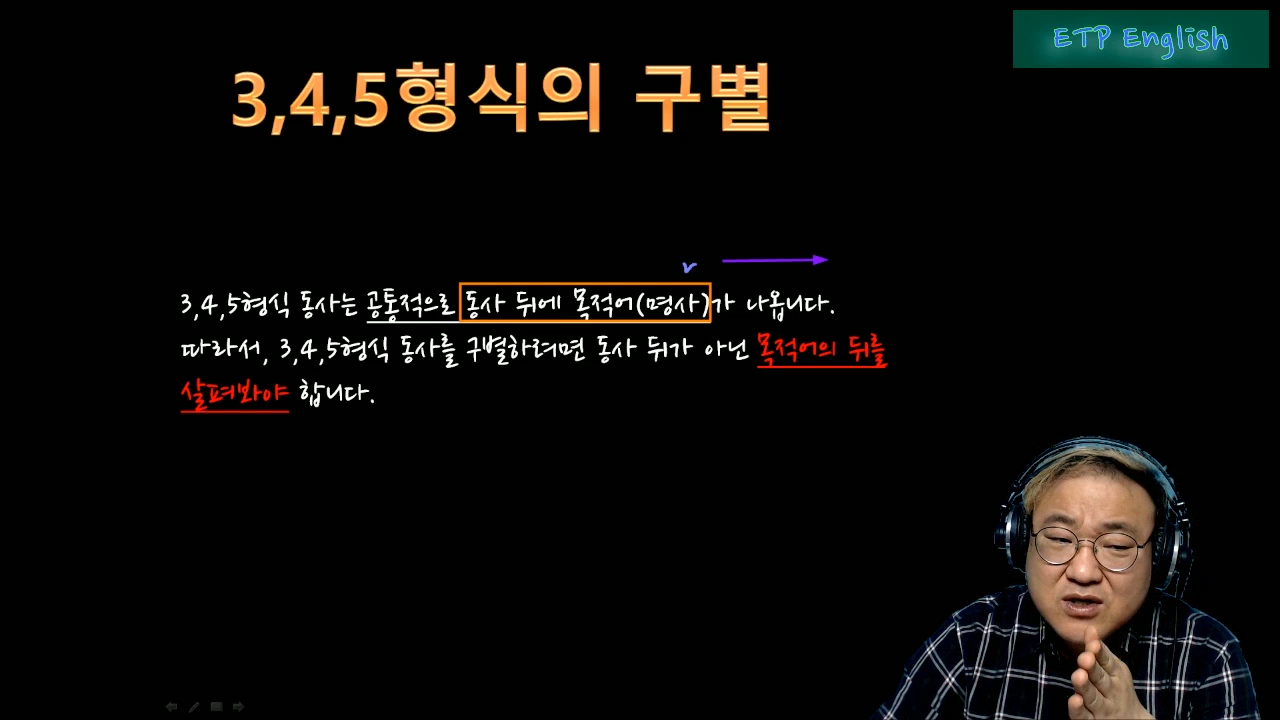 ETP English
3,4,5형식의 구별
v
3,4,5형식 동사는 공통적으로 동사 뒤에 목적어(명사)가 나옵니다.
따라서, 3,4,5형식 동사를 구별하려면 동사 뒤가 아닌 목적어의 뒤를
살펴봐야 합니다.